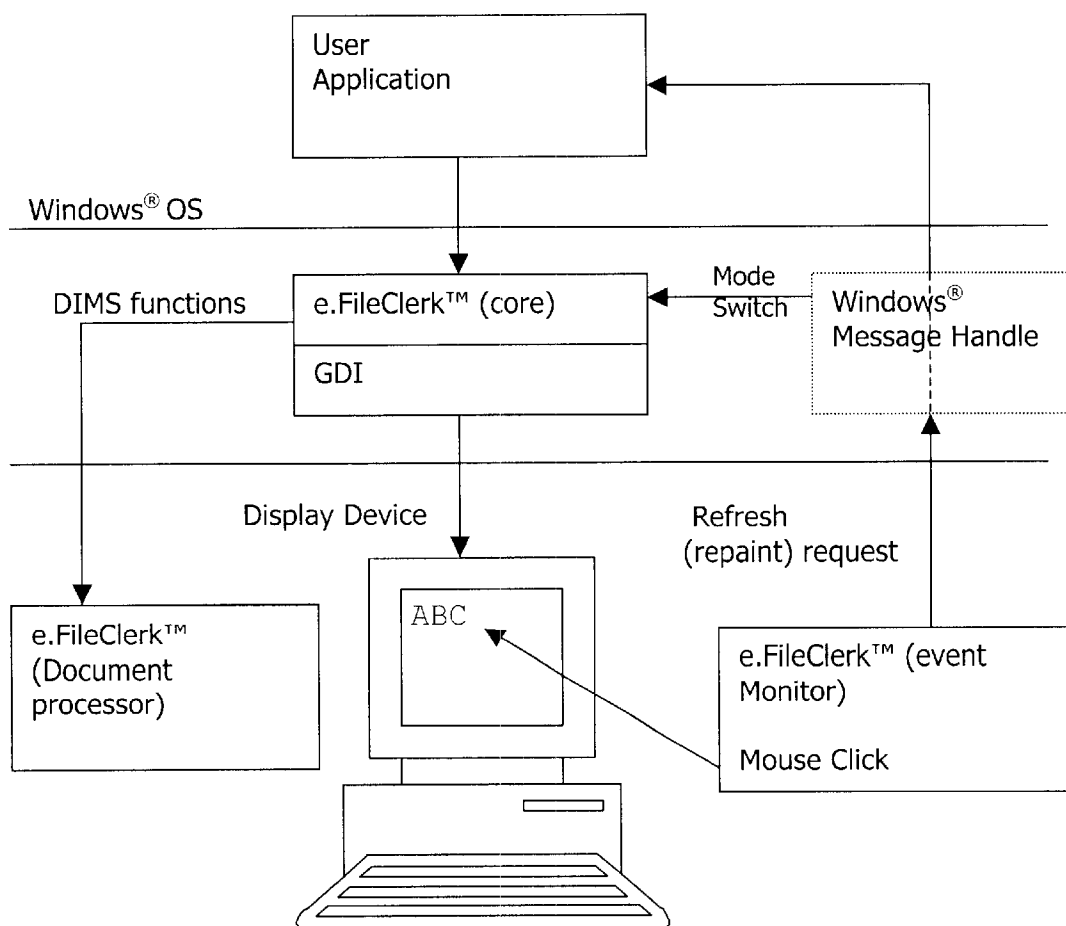 User
Application
Windows® OS
DIMS functions
e.FileClerk™ (core)
GDI
Mode
Switch
Windows®
Message Handle
Display Device
Refresh
(repaint) request
ABC
e.FileClerk™
(Document
processor)
e.FileClerk™ (event
Monitor)
Mouse Click